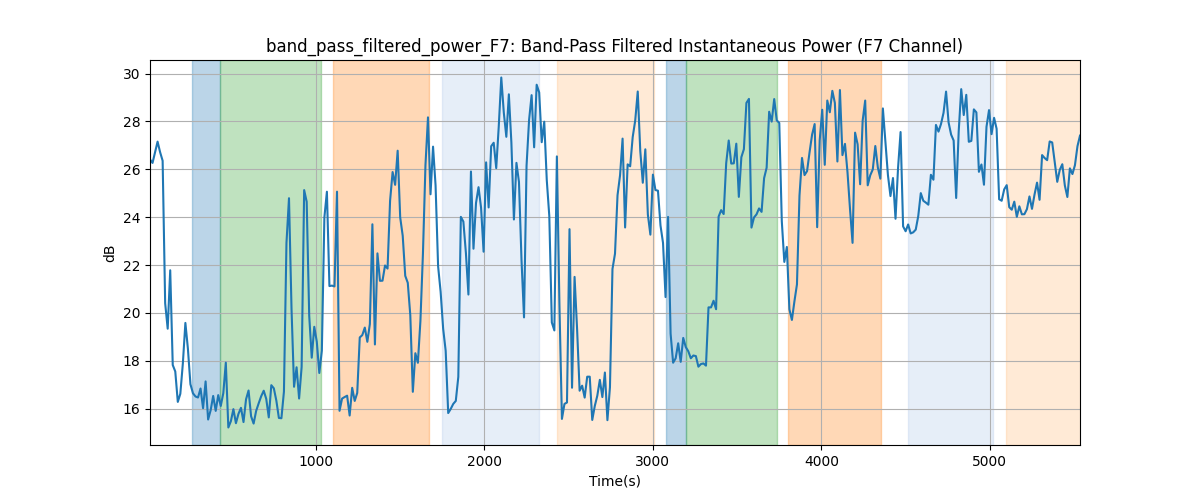 band_pass_filtered_power_F7: Band-Pass Filtered Instantaneous Power (F7 Channel)
30
28
26
24
22
20
18
16
dB
1000 2000 3000 4000 5000
Time(s)